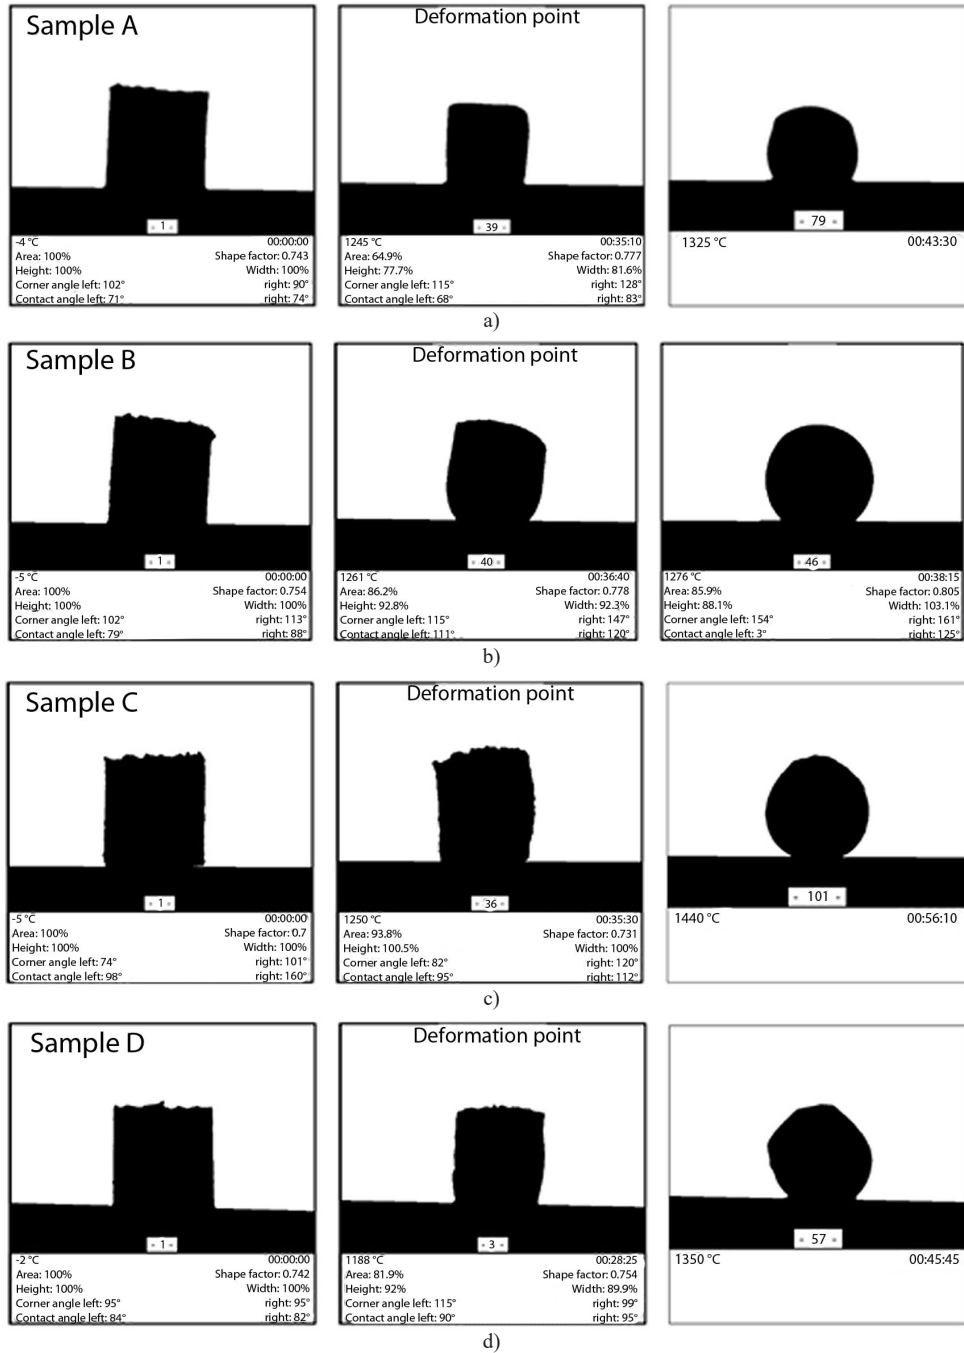 Sample A
Deformation point
1
39
79
-4 °C 00:00:00
Area: 100% Shape factor: 0.743
Height: 100% Width: 100%
Corner angle left: 102° right: 90°
Contact angle left: 71° right: 74°
1245 °C 00:35:10
Area: 64.9% Shape factor: 0.777
Height: 77.7% Width: 81.6%
Corner angle left: 115° right: 128°
Contact angle left: 68° right: 83°
1325 °C 00:43:30
a)
Sample B
Deformation point
1
40
46
-5 °C 00:00:00
Area: 100% Shape factor: 0.754
Height: 100% Width: 100%
Corner angle left: 102° right: 113°
Contact angle left: 79° right: 88°
1261 °C 00:36:40
Area: 86.2% Shape factor: 0.778
Height: 92.8% Width: 92.3%
Corner angle left: 115° right: 147°
Contact angle left: 111° right: 120°
1276 °C 00:38:15
Area: 85.9% Shape factor: 0.805
Height: 88.1% Width: 103.1%
Corner angle left: 154° right: 161°
Contact angle left: 3° right: 125°
b)
Sample C
Deformation point
1
36
101
-5 °C 00:00:00
Area: 100% Shape factor: 0.7
Height: 100% Width: 100%
Corner angle left: 74° right: 101°
Contact angle left: 98° right: 160°
1250 °C 00:35:30
Area: 93.8% Shape factor: 0.731
Height: 100.5% Width: 100%
Corner angle left: 82° right: 120°
Contact angle left: 95° right: 112°
1440 °C 00:56:10
c)
Sample D
Deformation point
1
3
57
-2 °C 00:00:00
Area: 100% Shape factor: 0.742
Height: 100% Width: 100%
Corner angle left: 95° right: 95°
Contact angle left: 84° right: 82°
1188 °C 00:28:25
Area: 81.9% Shape factor: 0.754
Height: 92% Width: 89.9%
Corner angle left: 115° right: 99°
Contact angle left: 90° right: 95°
1350 °C 00:45:45
d)